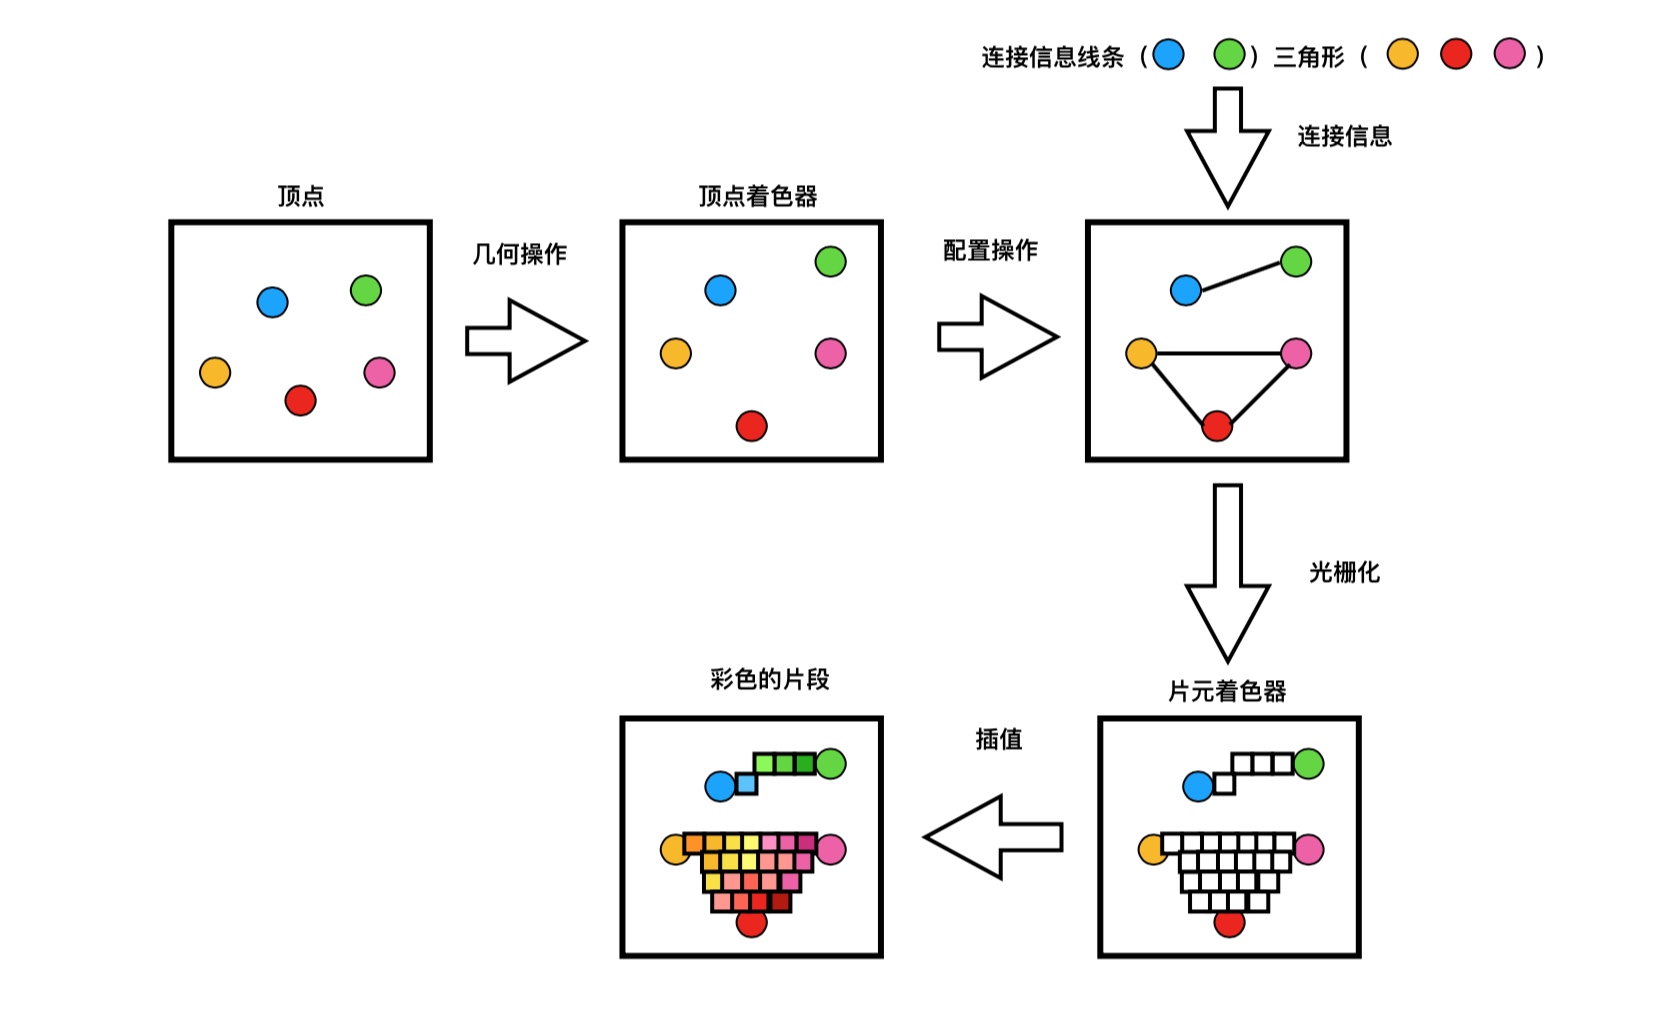 连接信息线条（ ）三角形（ ）
连接信息
顶点
顶点着色器
几何操作
配置操作
光栅化
彩色的片段
片元着色器
插值